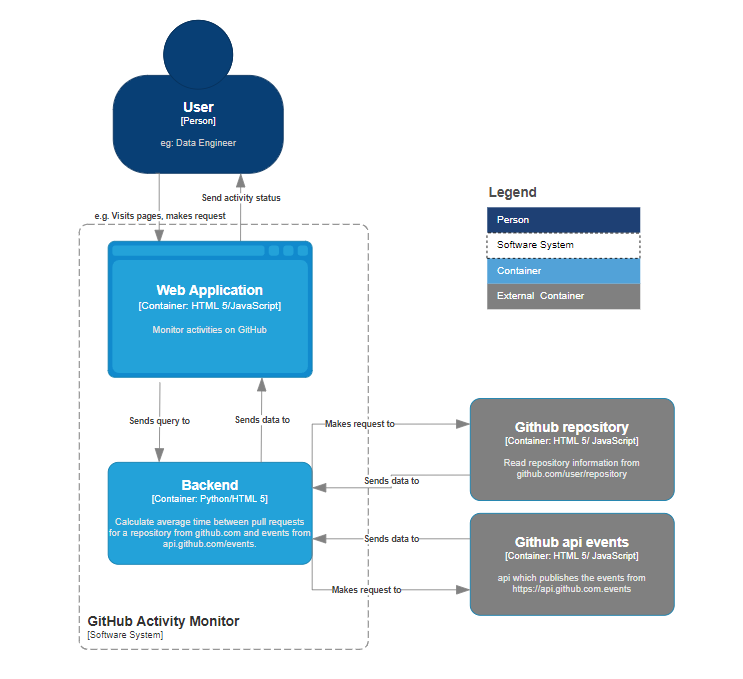 User
[Person]
eg: Data Engineer
Send activity status
e.g. Visits pages, makes request
Legend
Person
Software System
Container
External  Container
Web Application
[Container: HTML 5/JavaScript]
Monitor activities on GitHub
Sends query to
Sends data to
Makes request to
Github repository
[Container: HTML 5/ JavaScript]
Read repository information from
github.com/user/repository
Sends data to
Backend
[Container: Python/HTML 5]
Calculate average time between pull requests
for a repository from github.com and events from
api.github.com/events.
Sends data to
Github api events
[Container: HTML 5/ JavaScript]
api which publishes the events from
https://api.github.com.events
Makes request to
GitHub Activity Monitor
[Software System]